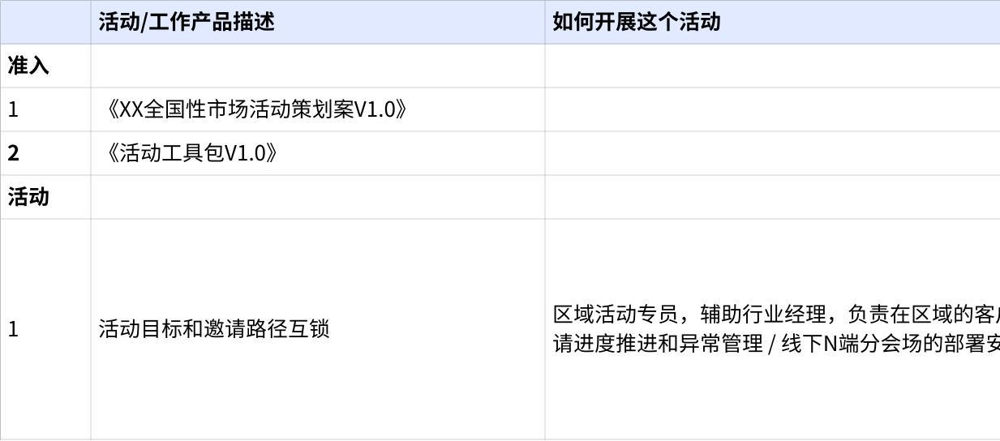 活动/工作产品描述 如何开展这个活动
准入
1 《XX全国性市场活动策划案V1.0》
2 《活动工具包V1.0》
活动
1 活动目标和邀请路径互锁 区域活动专员，辅助行业经理，负责在区域的客
请进度推进和异常管理 / 线下N端分会场的部署安